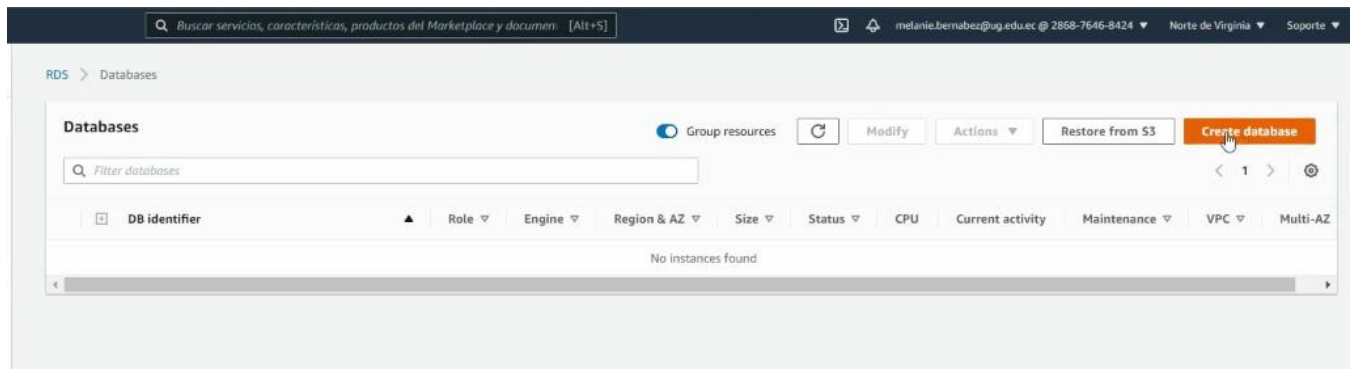 Buscar servicios, características, productos del Marketplace y documen [Alt+S] melanie.bernabez@ug.edu.ec @ 2868-7646-8424 ▼ Norte de Virginia ▼ Soporte ▼
RDS > Databases
Databases Group resources Modify Actions ▼ Restore from S3 Create database
Filter databases < 1 >
DB identifier ▲ Role ▽ Engine ▽ Region & AZ ▽ Size ▽ Status ▽ CPU Current activity Maintenance ▽ VPC ▽ Multi-AZ
No instances found